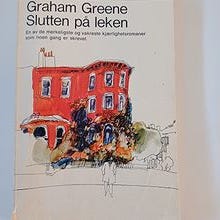 Graham Greene
Slutten på leken
En av de merkeligste og vakreste kjærlighetsromaner
som noen gang er skrevet.